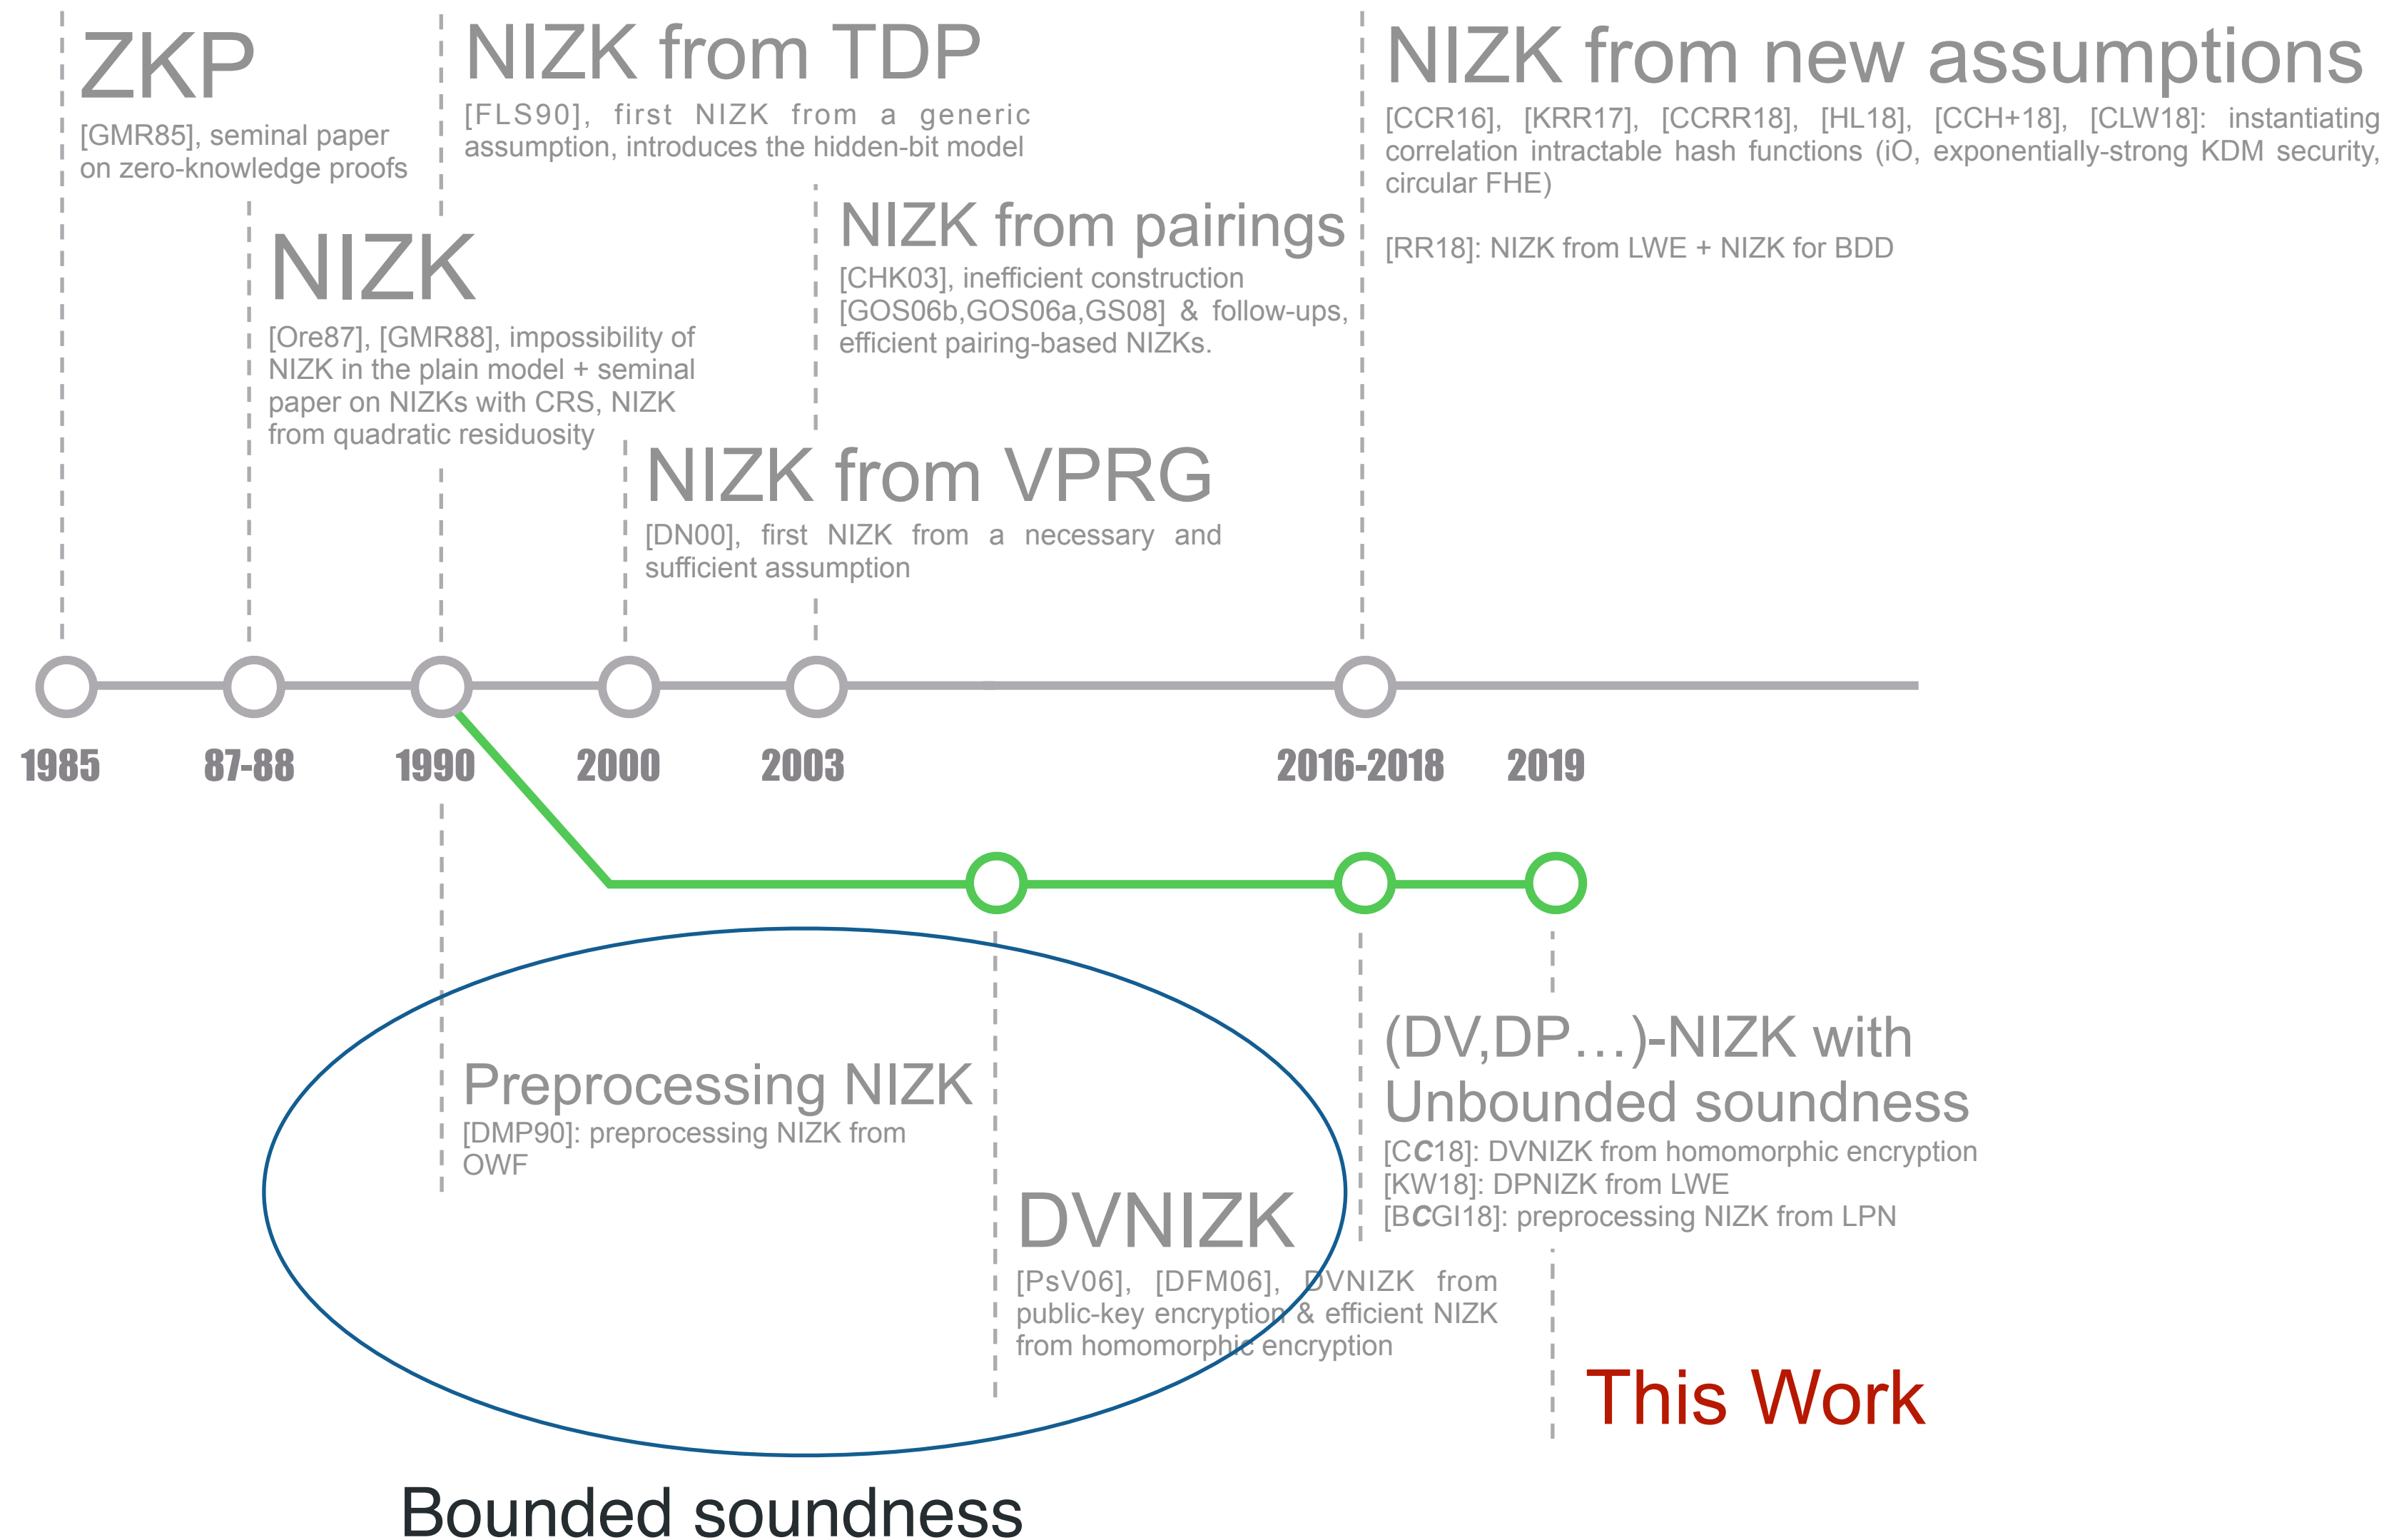 ZKP
[GMR85], seminal paper
on zero-knowledge proofs
NIZK
[Ore87], [GMR88], impossibility of
NIZK in the plain model + seminal
paper on NIZKs with CRS, NIZK
from quadratic residuosity
NIZK from TDP
[FLS90], first NIZK from a generic
assumption, introduces the hidden-bit model
NIZK from VPRG
[DN00], first NIZK from a necessary and
sufficient assumption
NIZK from pairings
[CHK03], inefficient construction
[GOS06b,GOS06a,GS08] & follow-ups,
efficient pairing-based NIZKs.
NIZK from new assumptions
[CCR16], [KRR17], [CCRR18], [HL18], [CCH+18], [CLW18]: instantiating
correlation intractable hash functions (iO, exponentially-strong KDM security,
circular FHE)
[RR18]: NIZK from LWE + NIZK for BDD
1985
87-88
1990
2000
2003
2016-2018
2019
Preprocessing NIZK
[DMP90]: preprocessing NIZK from
OWF
DVNIZK
[PsV06], [DFM06], DVNIZK from
public-key encryption & efficient NIZK
from homomorphic encryption
(DV,DP…)-NIZK with
Unbounded soundness
[CC18]: DVNIZK from homomorphic encryption
[KW18]: DPNIZK from LWE
[BCGI18]: preprocessing NIZK from LPN
This Work
Bounded soundness